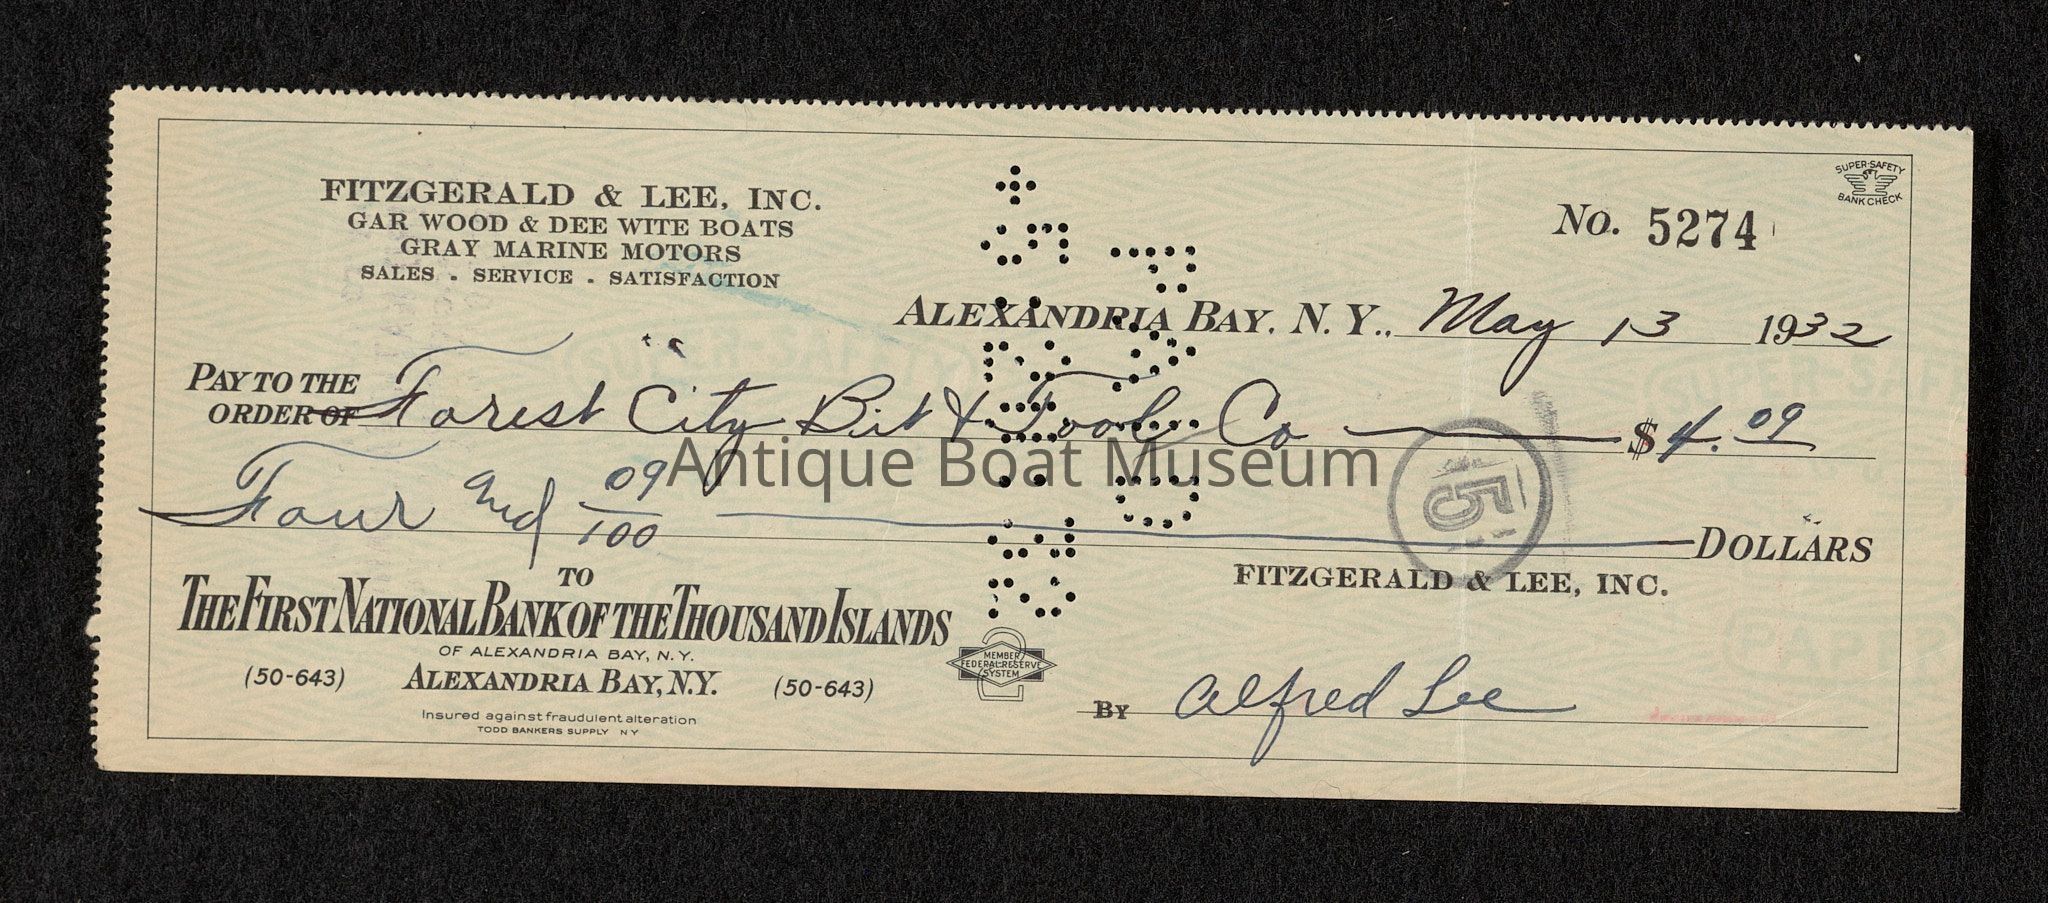 FITZGERALD & LEE, INC.
GAR WOOD & DEE WITE BOATS
GRAY MARINE MOTORS
SALES . SERVICE . SATISFACTION
SUPER-SAFETY
BANK CHECK
No. 5274
ALEXANDRIA BAY, N. Y., May 13 1932
PAY TO THE
ORDER OF Forest City Bit & Tool Co $ 4. 09
Antique Boat Museum
Four and 09/100 DOLLARS
FITZGERALD & LEE, INC.
TO
THE FIRST NATIONAL BANK OF THE THOUSAND ISLANDS
OF ALEXANDRIA BAY, N.Y.
(50-643) ALEXANDRIA BAY, N.Y. (50-643)
MEMBER
FEDERAL RESERVE
SYSTEM
BY Alfred Lee
Insured against fraudulent alteration
TODD BANKERS SUPPLY NY